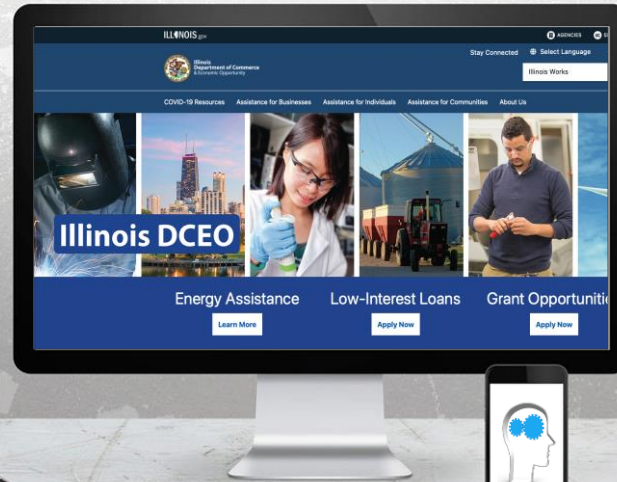 ILLINOIS.gov
AGENCIES
Stay Connected Select Language
Illinois
Department of Commerce
& Economic Opportunity
Illinois Works
COVID-19 Resources Assistance for Businesses Assistance for Individuals Assistance for Communities About Us
Illinois DCEO
Energy Assistance Low-Interest Loans Grant
Learn More Apply Now Apply Now